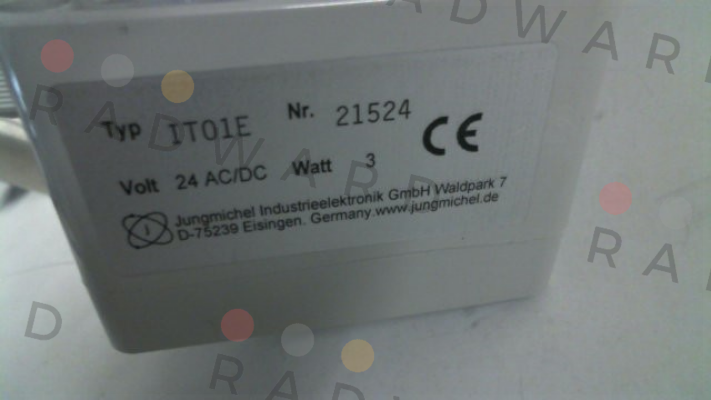 Typ IT01E Nr. 21524
Volt 24 AC/DC Watt 3
CE
Jungmichel Industrieelektronik GmbH Waldpark 7
D-75239 Eisingen. Germany.www.jungmichel.de
ADWAR
RADWAR
RA
D
RADWAR